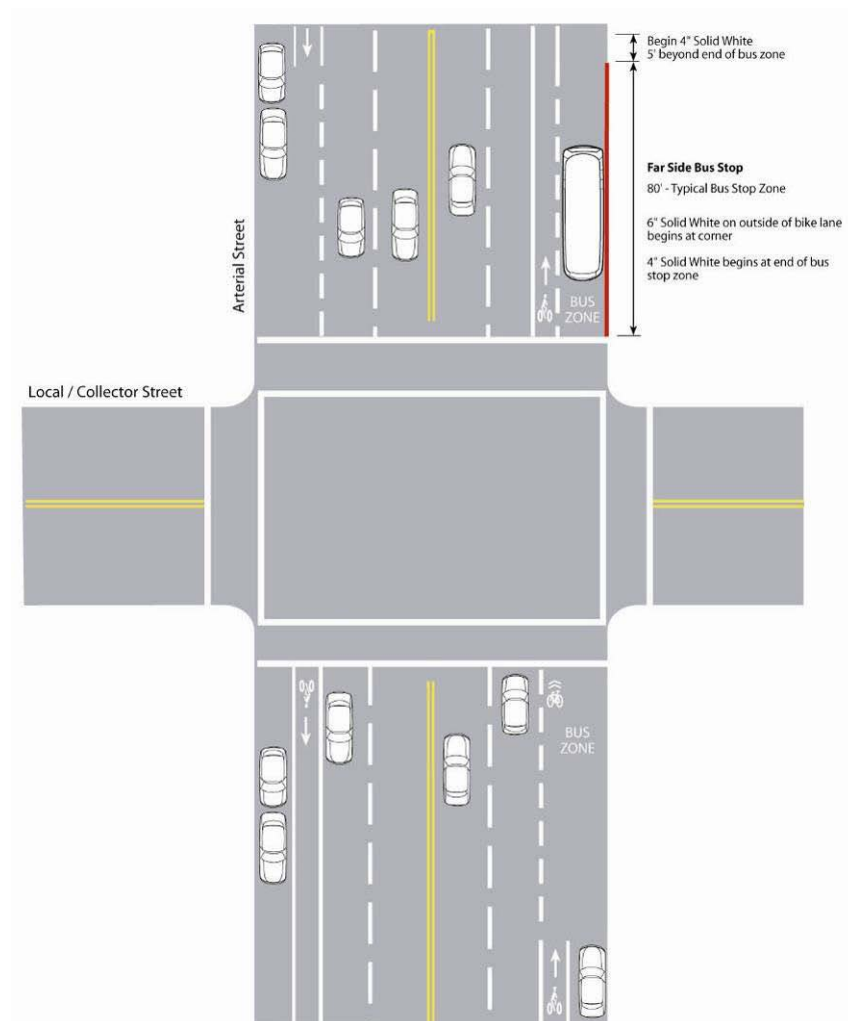 Begin 4" Solid White
5' beyond end of bus zone
Far Side Bus Stop
80' - Typical Bus Stop Zone
6" Solid White on outside of bike lane
begins at corner
4" Solid White begins at end of bus
stop zone
Arterial Street
BUS
ZONE
Local / Collector Street
BUS
ZONE